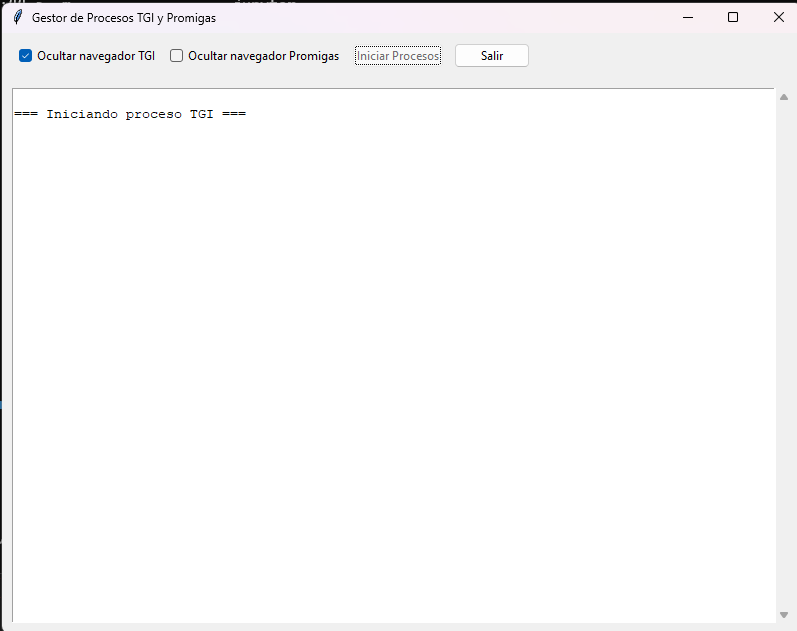 Gestor de Procesos TGI y Promigas
Ocultar navegador TGI Ocultar navegador Promigas Iniciar Procesos Salir
=== Iniciando proceso TGI ===